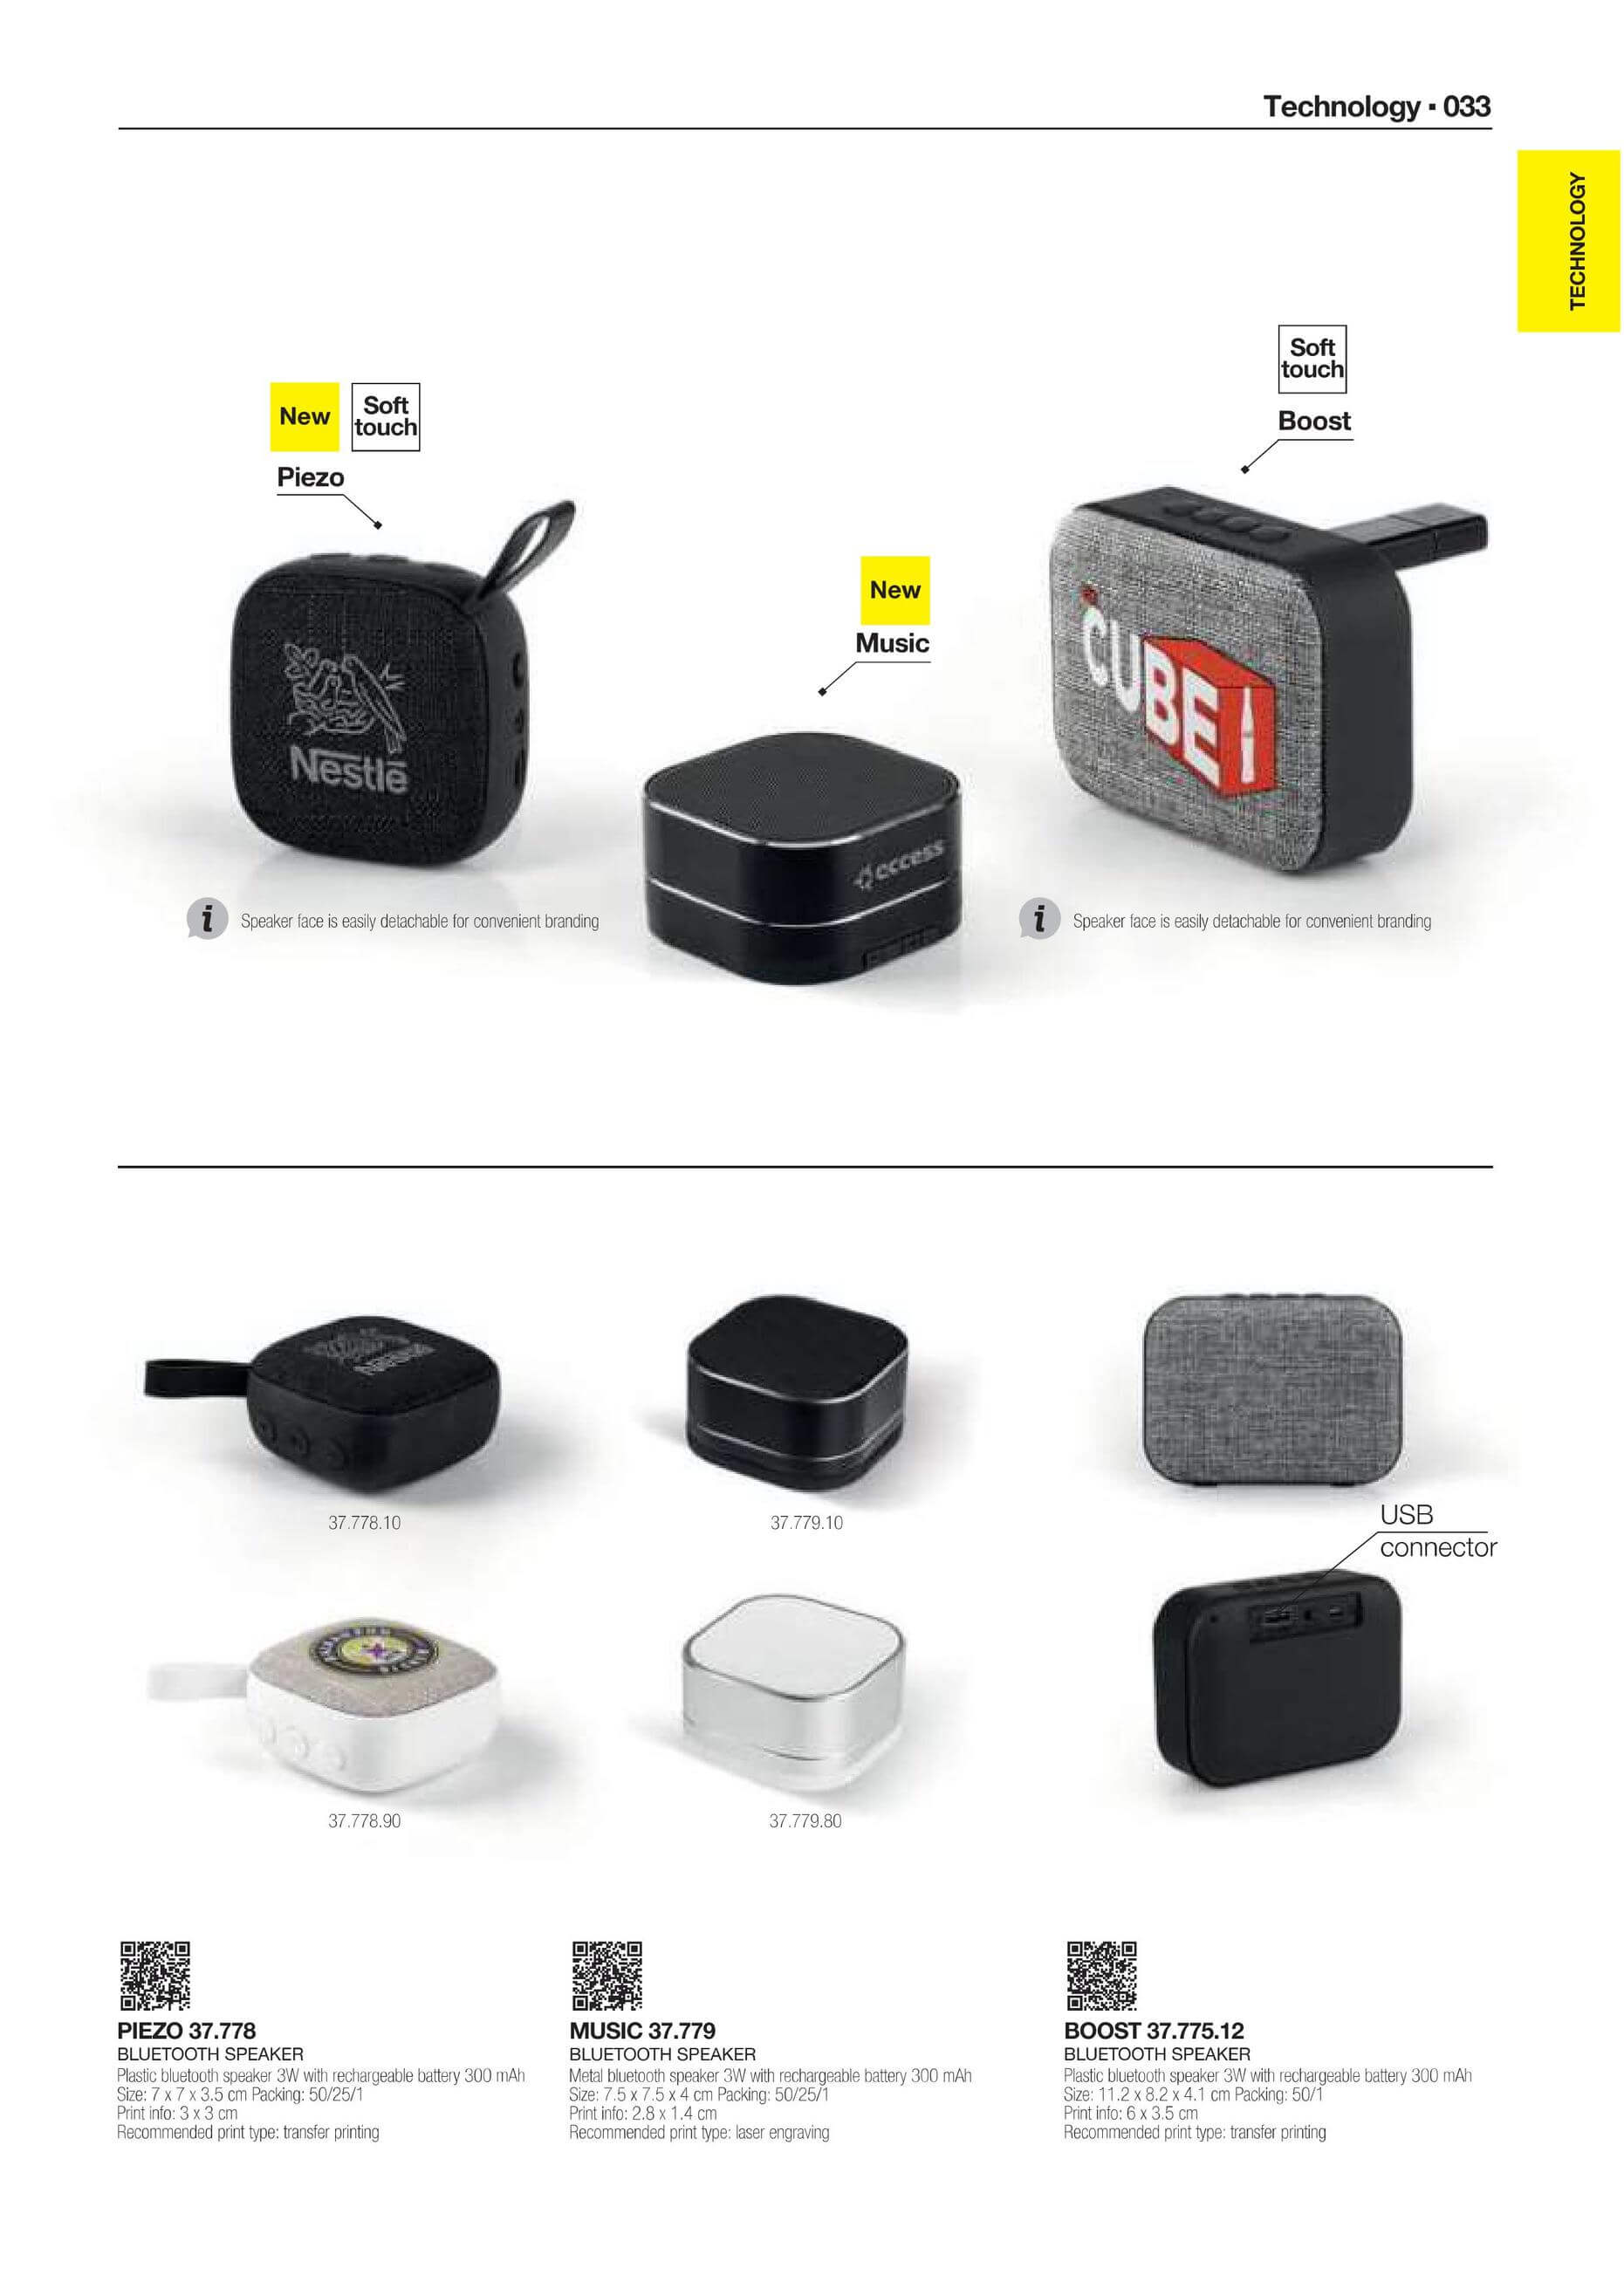 Technology ▪ 033
TECHNOLOGY
Soft
touch
Boost
New
Soft
touch
Piezo
New
Music
CUBE
Nestlē
eccess
i Speaker face is easily detachable for convenient branding
i Speaker face is easily detachable for convenient branding
37.778.10
37.779.10
USB
connector
37.778.90
37.779.80
PIEZO 37.778
BLUETOOTH SPEAKER
Plastic bluetooth speaker 3W with rechargeable battery 300 mAh
Size: 7 x 7 x 3.5 cm Packing: 50/25/1
Print info: 3 x 3 cm
Recommended print type: transfer printing
MUSIC 37.779
BLUETOOTH SPEAKER
Metal bluetooth speaker 3W with rechargeable battery 300 mAh
Size: 7.5 x 7.5 x 4 cm Packing: 50/25/1
Print info: 2.8 x 1.4 cm
Recommended print type: laser engraving
BOOST 37.775.12
BLUETOOTH SPEAKER
Plastic bluetooth speaker 3W with rechargeable battery 300 mAh
Size: 11.2 x 8.2 x 4.1 cm Packing: 50/1
Print info: 6 x 3.5 cm
Recommended print type: transfer printing